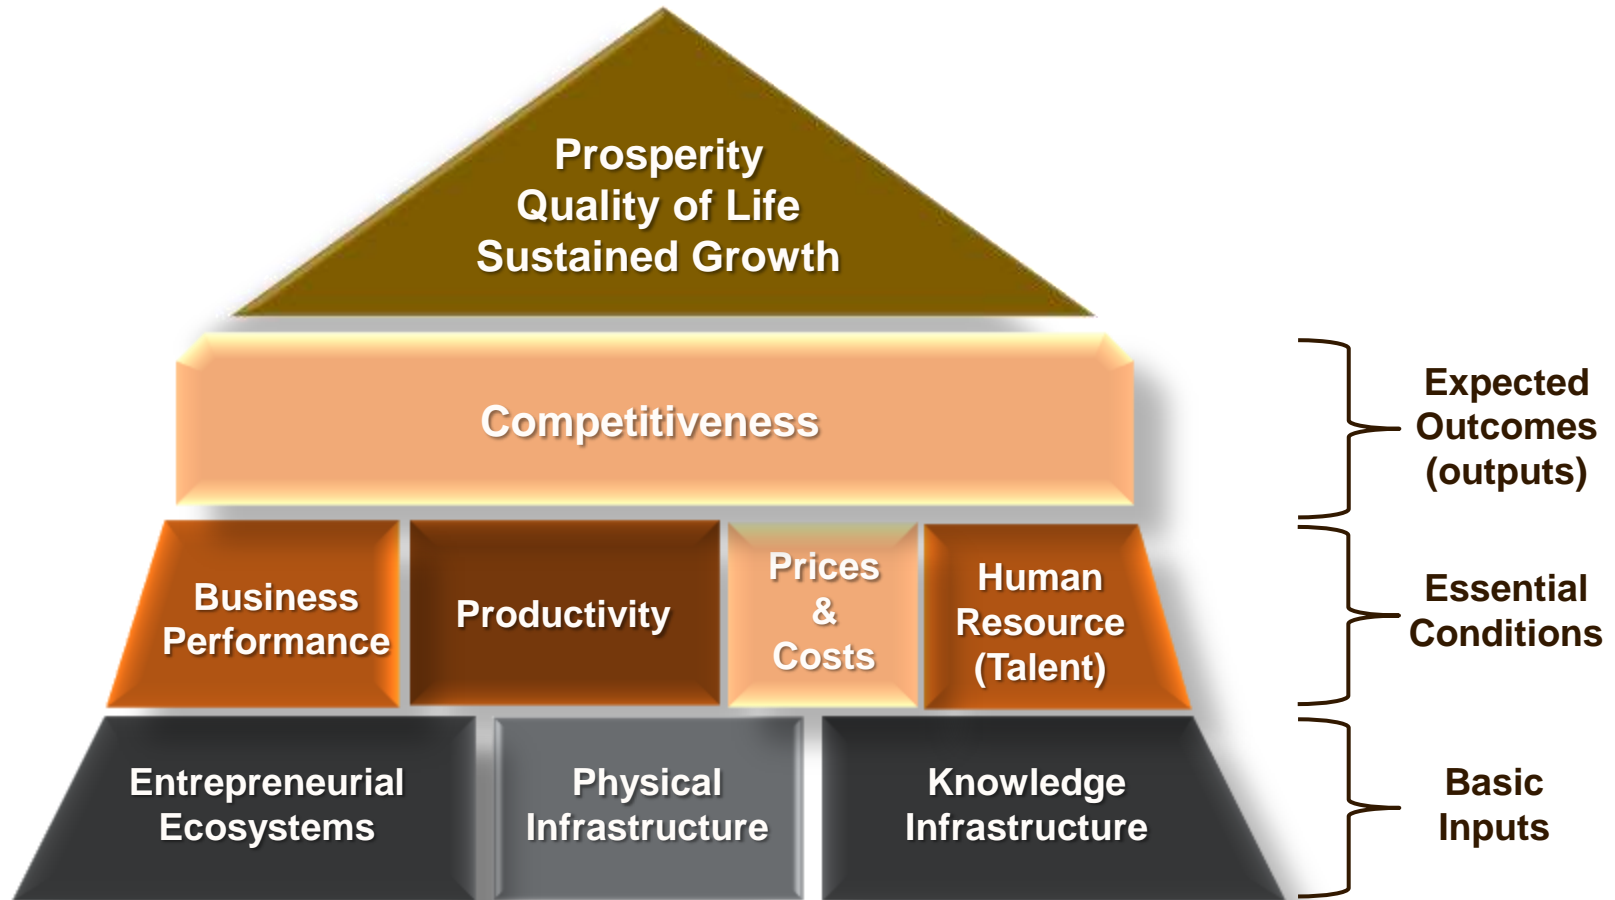 Prosperity
Quality of Life
Sustained Growth
Competitiveness
Expected
Outcomes
(outputs)
Business
Performance
Productivity
Prices
&
Costs
Human
Resource
(Talent)
Essential
Conditions
Entrepreneurial
Ecosystems
Physical
Infrastructure
Knowledge
Infrastructure
Basic
Inputs